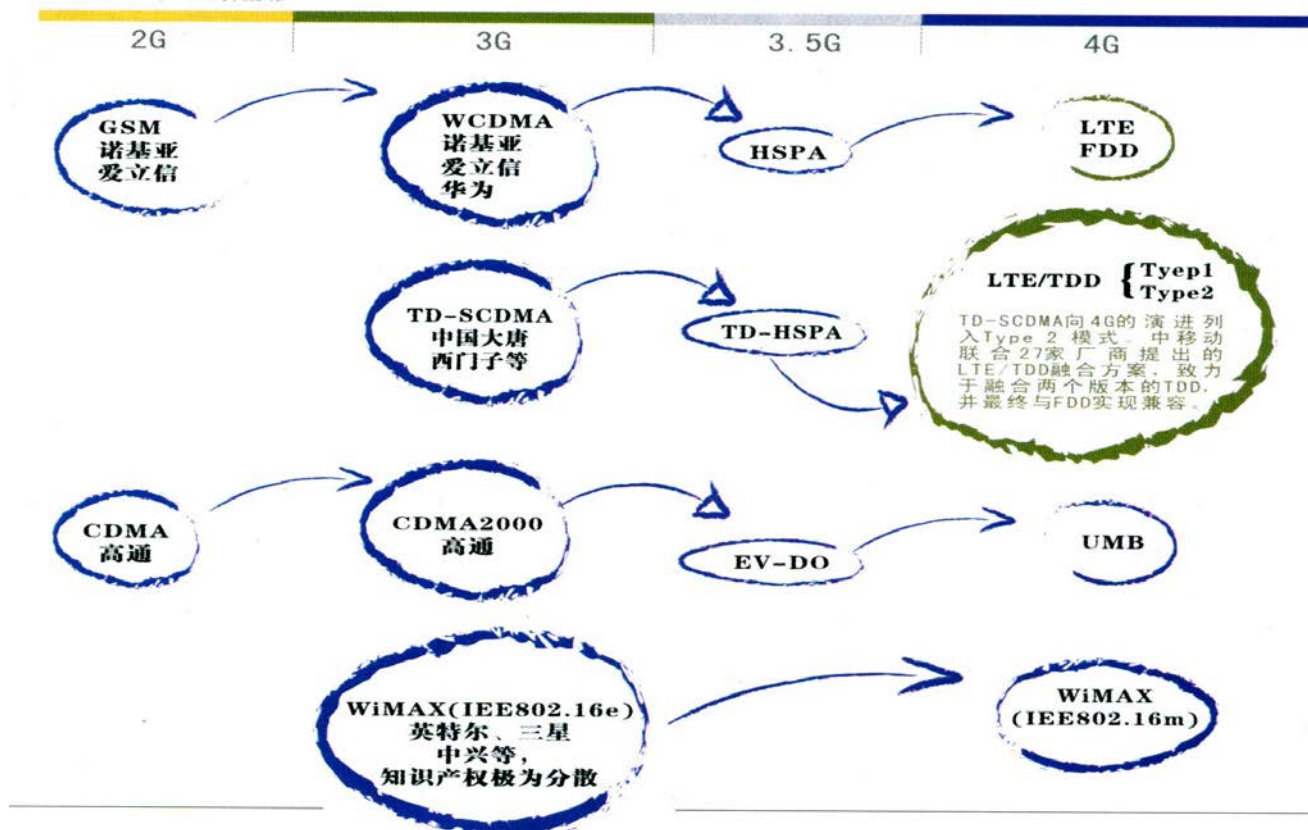 2G
3G
3.5G
4G
GSM
诺基亚
爱立信
WCDMA
诺基亚
爱立信
华为
HSPA
LTE
FDD
TD-SCDMA
中国大唐
西门子等
TD-HSPA
LTE/TDD { Tyep1
Type2
TD-SCDMA向4G的演进列
入Type 2 模式。中移动
联合27家厂商提出的
LTE/TDD融合方案，致力
于融合两个版本的TDD，
并最终与FDD实现兼容。
CDMA
高通
CDMA2000
高通
EV-DO
UMB
WiMAX(IEE802.16e)
英特尔、三星
中兴等，
知识产权极为分散
WiMAX
(IEE802.16m)